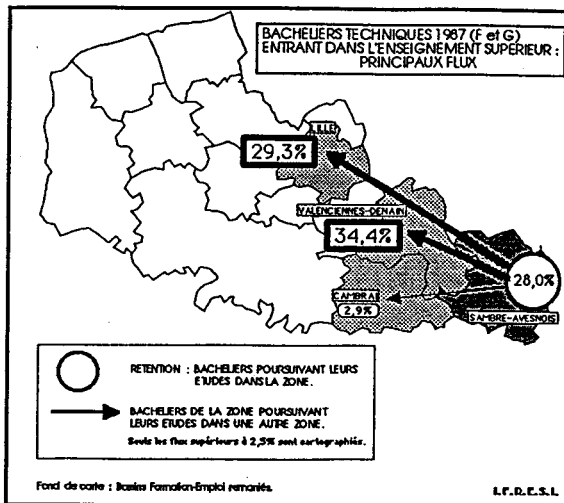 BACHELIERS TECHNIQUES 1987 (F et G)
ENTRANT DANS L'ENSEIGNEMENT SUPERIEUR :
PRINCIPAUX FLUX
LILLE
29,3%
VALENCIENNES-DENAIN
34,4%
28,0%
CAMBRAI
2,9%
SAMBRE-AVESNOIS
RETENTION : BACHELIERS POURSUIVANT LEURS
ETUDES DANS LA ZONE.
BACHELIERS DE LA ZONE POURSUIVANT
LEURS ETUDES DANS UNE AUTRE ZONE.
Seuls les flux supérieurs à 2,5% sont cartographiés.
Fond de carte : Bassins Formation-Emploi remaniés.
I.F.R.E.S.I.